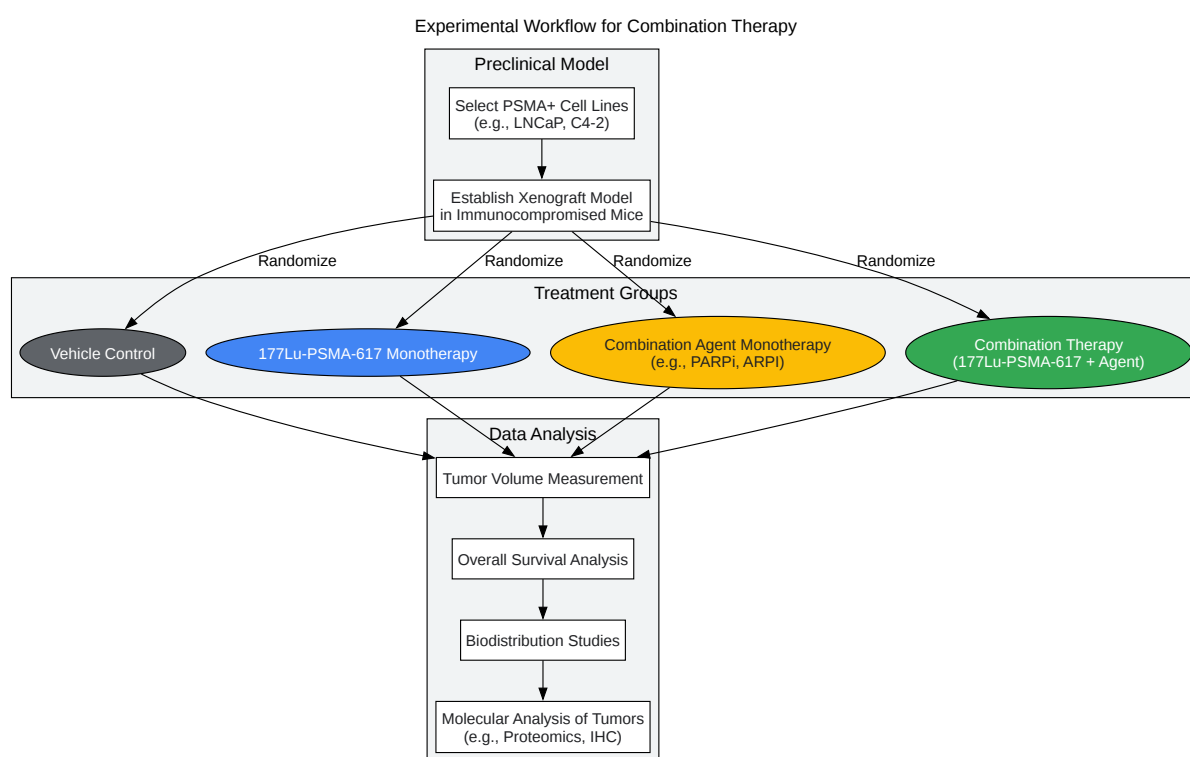 Experimental Workflow for Combination Therapy
Preclinical Model
Select PSMA+ Cell Lines
(e.g., LNCaP, C4-2)
Establish Xenograft Model
in Immunocompromised Mice
Randomize
Randomize
Randomize
Randomize
Treatment Groups
Vehicle Control
177Lu-PSMA-617 Monotherapy
Combination Agent Monotherapy
(e.g., PARPi, ARPI)
Combination Therapy
(177Lu-PSMA-617 + Agent)
Data Analysis
Tumor Volume Measurement
Overall Survival Analysis
Biodistribution Studies
Molecular Analysis of Tumors
(e.g., Proteomics, IHC)